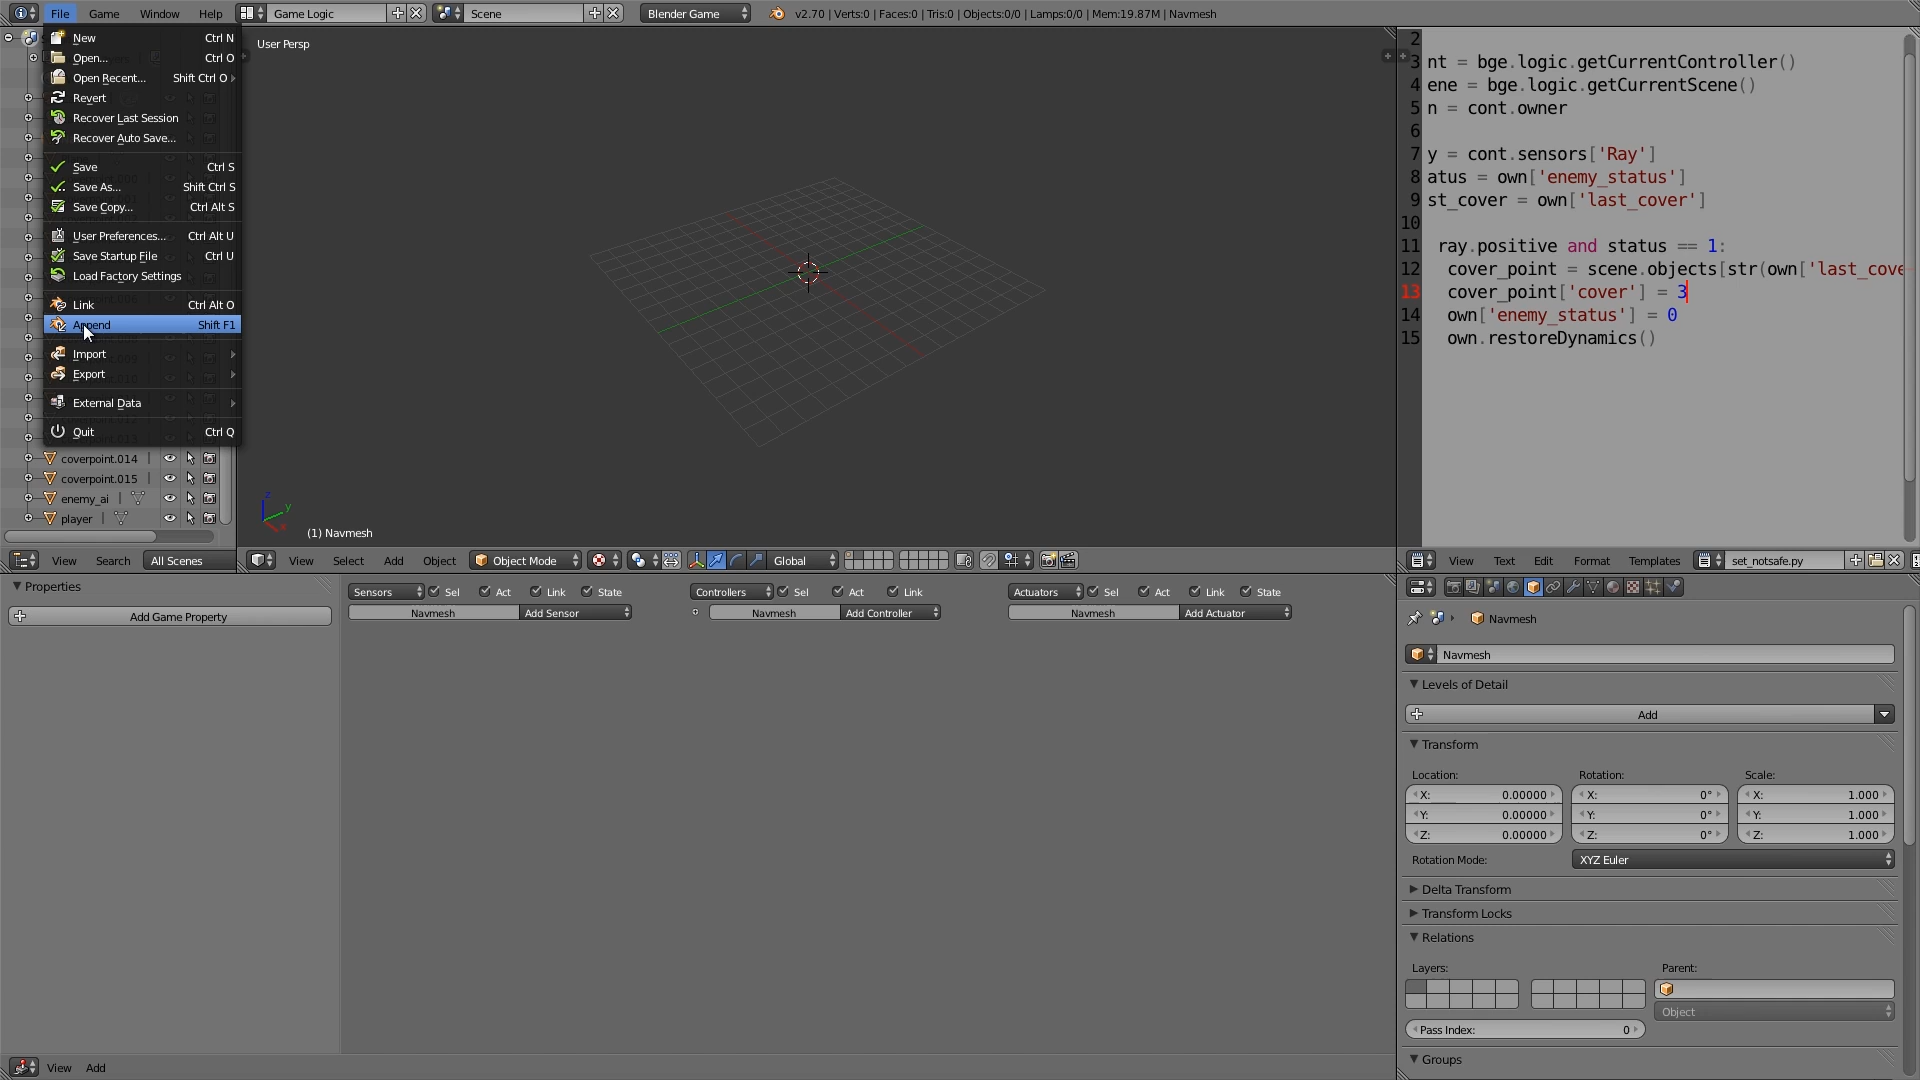 File Game Window Help Game Logic Scene Blender Game v2.70 | Verts:0 | Faces:0 | Tris:0 | Objects:0/0 | Lamps:0/0 | Mem:19.87M | Navmesh
New Ctrl N
Open... Ctrl O
Open Recent... Shift Ctrl O
Revert
Recover Last Session
Recover Auto Save...
Save Ctrl S
Save As... Shift Ctrl S
Save Copy... Ctrl Alt S
User Preferences... Ctrl Alt U
Save Startup File Ctrl U
Load Factory Settings
Link Ctrl Alt O
Append Shift F1
Import
Export
External Data
Quit Ctrl Q
coverpoint.014
coverpoint.015
enemy_ai
player
View Search All Scenes
User Persp
z
y
(1) Navmesh
View Select Add Object Object Mode Global
2
3 nt = bge.logic.getCurrentController()
4 ene = bge.logic.getCurrentScene()
5 n = cont.owner
6
7 y = cont.sensors['Ray']
8 atus = own['enemy_status']
9 st_cover = own['last_cover']
10
11 ray.positive and status == 1:
12 cover_point = scene.objects[str(own['last_cove
13 cover_point['cover'] = 3
14 own['enemy_status'] = 0
15 own.restoreDynamics()
View Text Edit Format Templates set_notsafe.py
Properties
Add Game Property
Sensors Sel Act Link State
Navmesh Add Sensor
Controllers Sel Act Link
Navmesh Add Controller
Actuators Sel Act Link State
Navmesh Add Actuator
View Add
Navmesh
Navmesh
Levels of Detail
Add
Transform
Location: Rotation: Scale:
X: 0.00000 X: 0° X: 1.000
Y: 0.00000 Y: 0° Y: 1.000
Z: 0.00000 Z: 0° Z: 1.000
Rotation Mode: XYZ Euler
Delta Transform
Transform Locks
Relations
Layers: Parent:
Object
Pass Index: 0
Groups